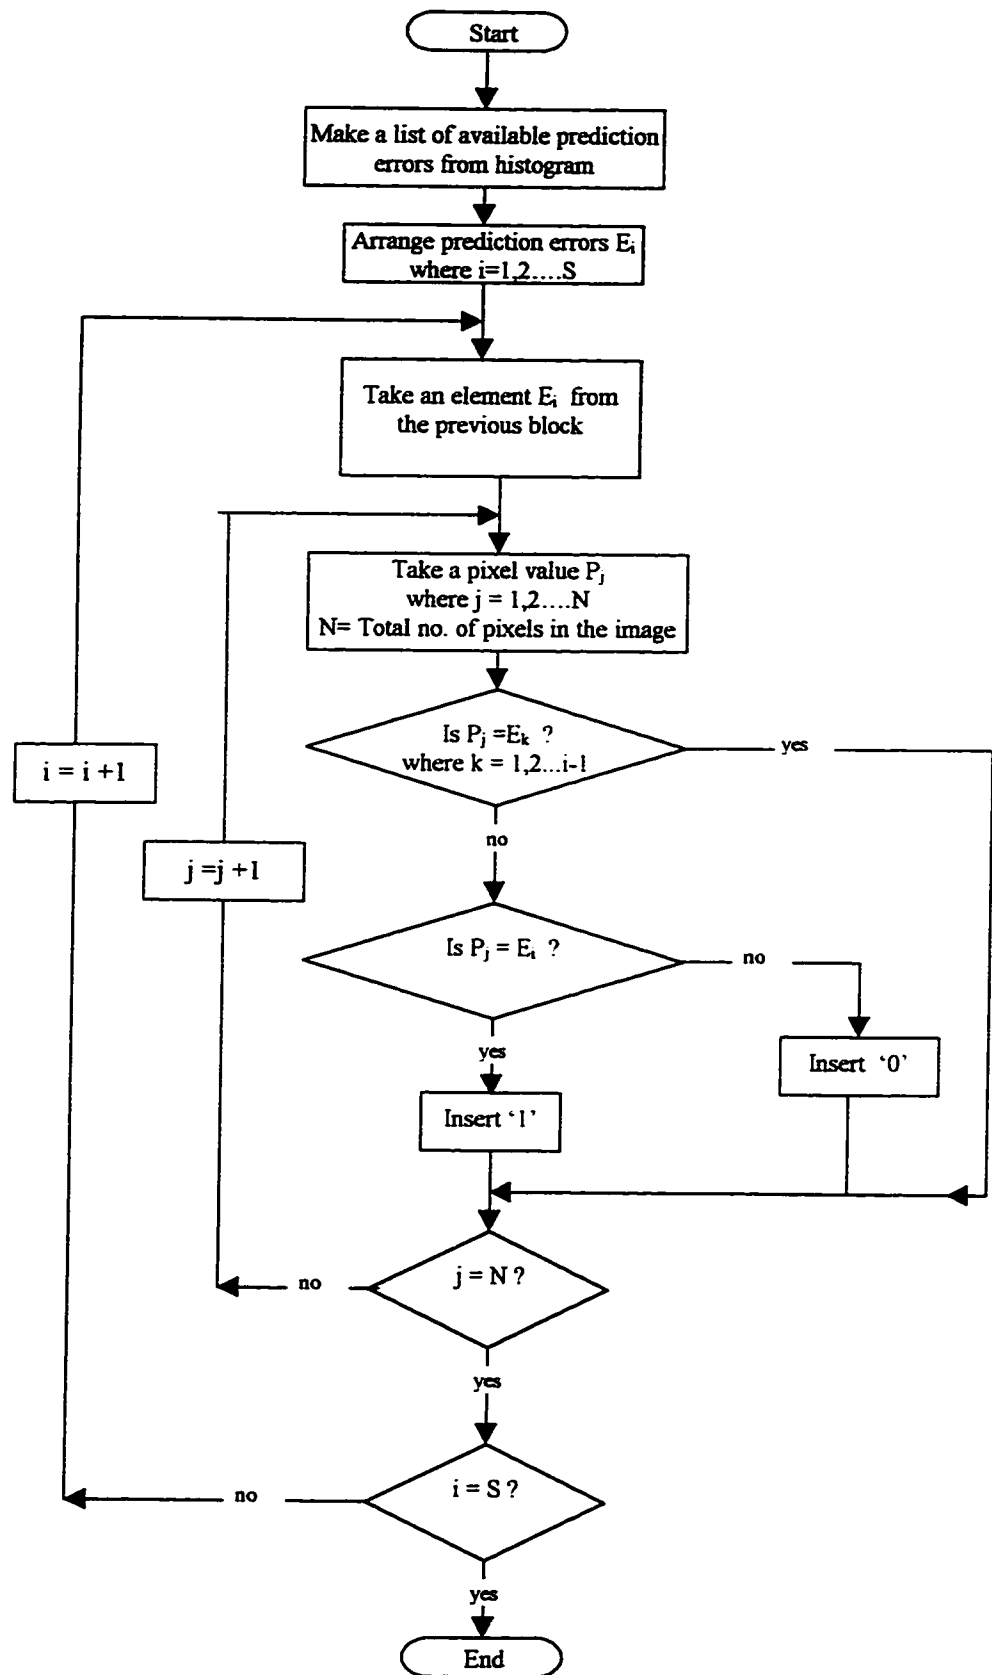 Start
Make a list of available prediction
errors from histogram
Arrange prediction errors Ei
where i=1,2....S
Take an element Ei from
the previous block
Take a pixel value Pj
where j = 1,2....N
N= Total no. of pixels in the image
Is Pj =Ek ?
where k = 1,2...i-1
yes
i = i +1
no
j =j +1
Is Pj = Ei ?
no
yes
Insert ‘0’
Insert ‘1’
j = N ?
no
yes
i = S ?
no
yes
End